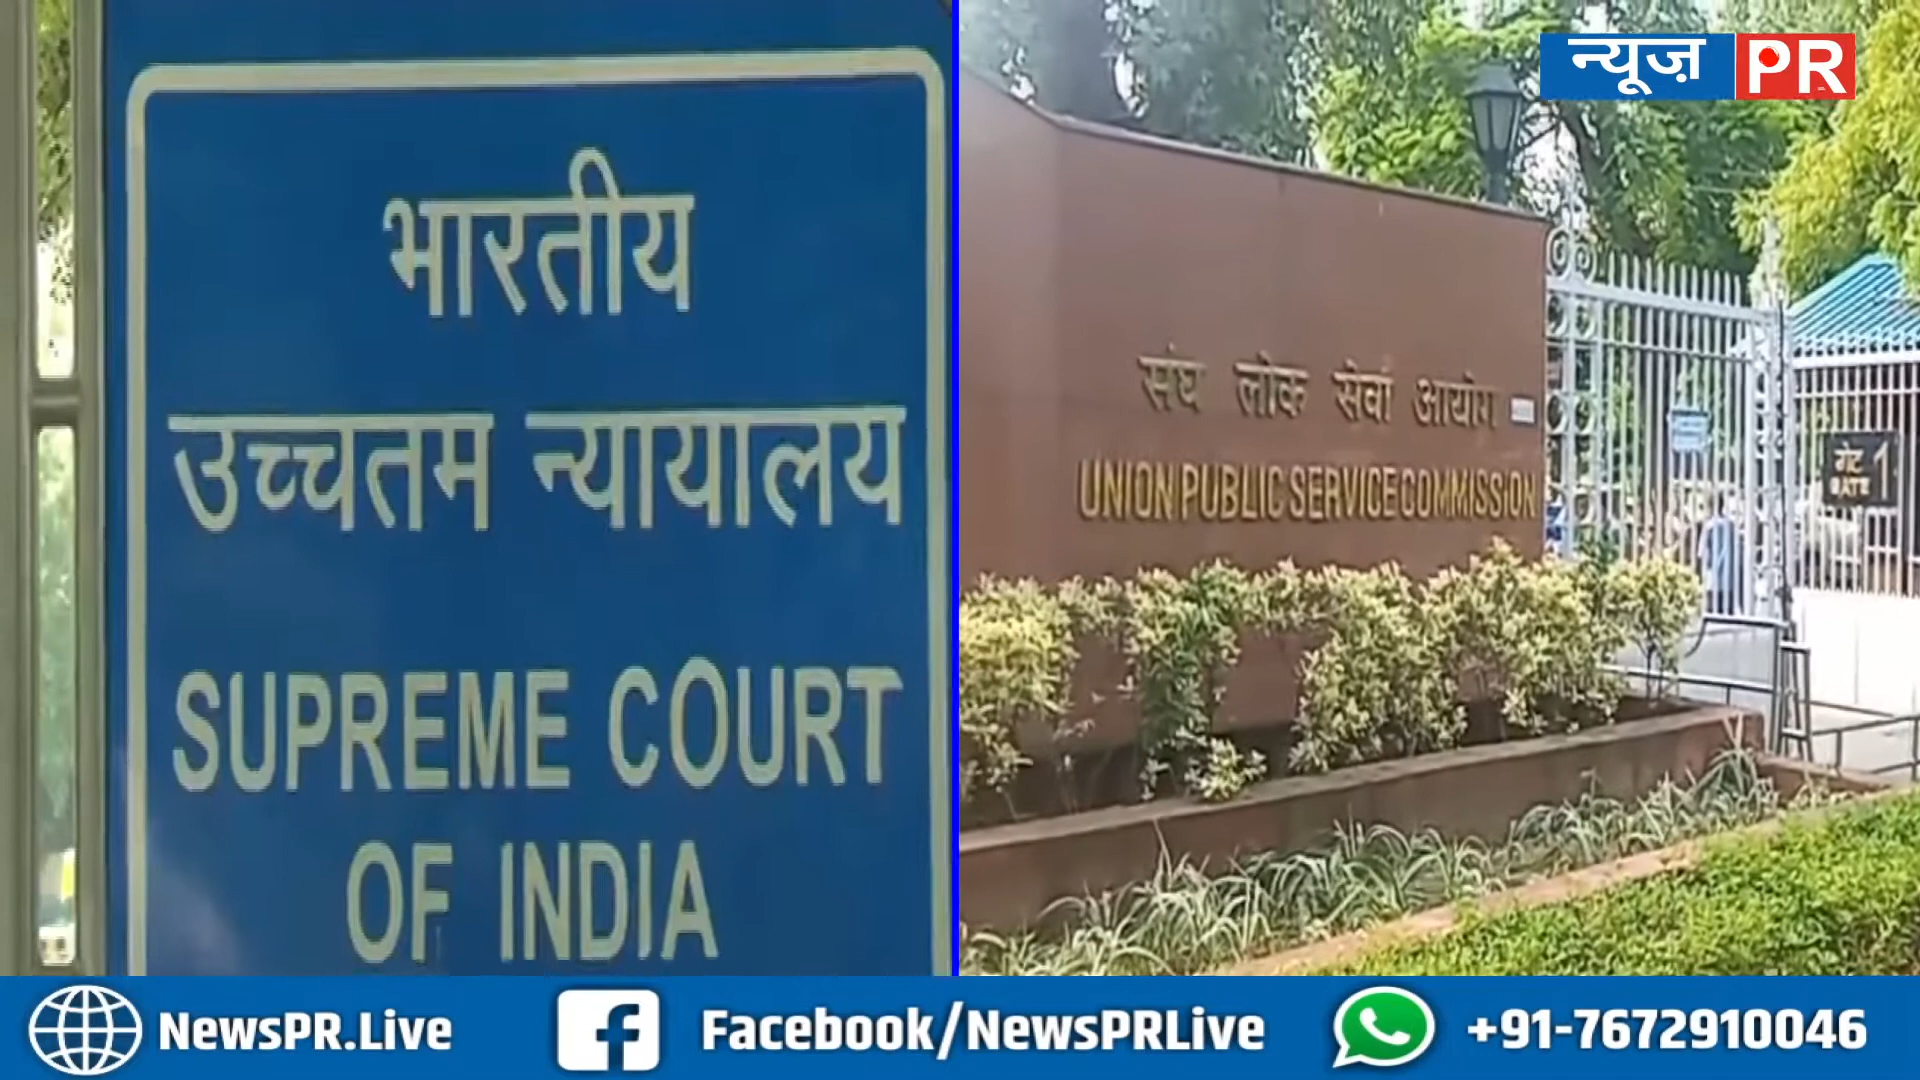 भारतीय
उच्चतम न्यायालय
SUPREME COURT
OF INDIA
न्यूज़ PR
संघ लोक सेवा आयोग
UNION PUBLIC SERVICE COMMISSION
गेट 1
GATE
NewsPR.Live
Facebook/NewsPRLive
+91-7672910046